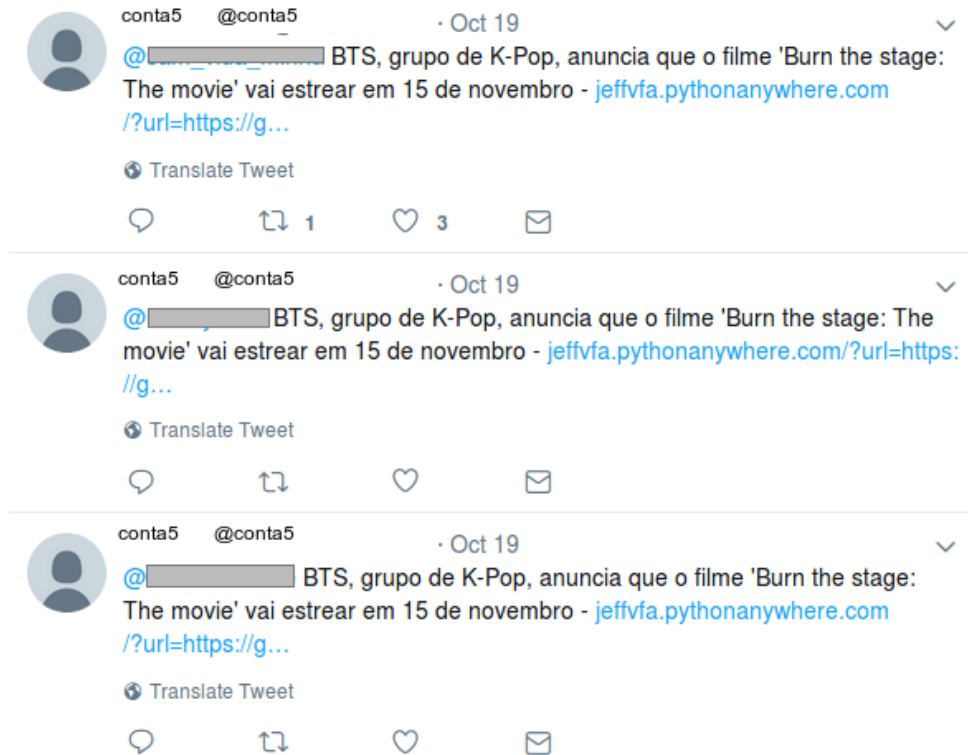 conta5 @conta5 · Oct 19
@ BTS, grupo de K-Pop, anuncia que o filme 'Burn the stage:
The movie' vai estrear em 15 de novembro - jeffvfa.pythonanywhere.com
/?url=https://g…
Translate Tweet
1 3
conta5 @conta5 · Oct 19
@ BTS, grupo de K-Pop, anuncia que o filme 'Burn the stage: The
movie' vai estrear em 15 de novembro - jeffvfa.pythonanywhere.com/?url=https:
//g…
Translate Tweet
conta5 @conta5 · Oct 19
@ BTS, grupo de K-Pop, anuncia que o filme 'Burn the stage:
The movie' vai estrear em 15 de novembro - jeffvfa.pythonanywhere.com
/?url=https://g…
Translate Tweet